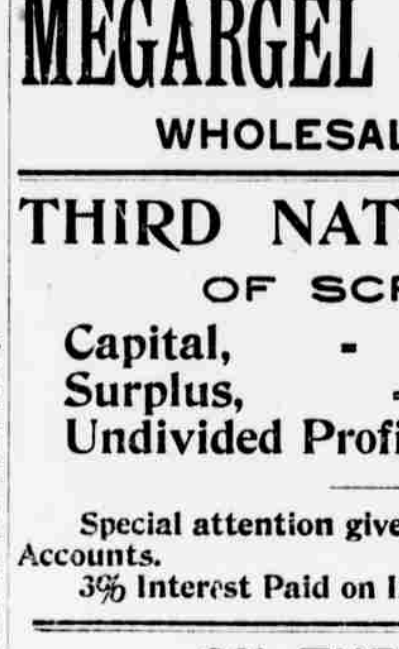 MEGARGEL
WHOLESAL
THIRD NAT
OF SCR
Capital, -
Surplus, -
Undivided Profi
Special attention give
Accounts.
3% Interest Paid on I